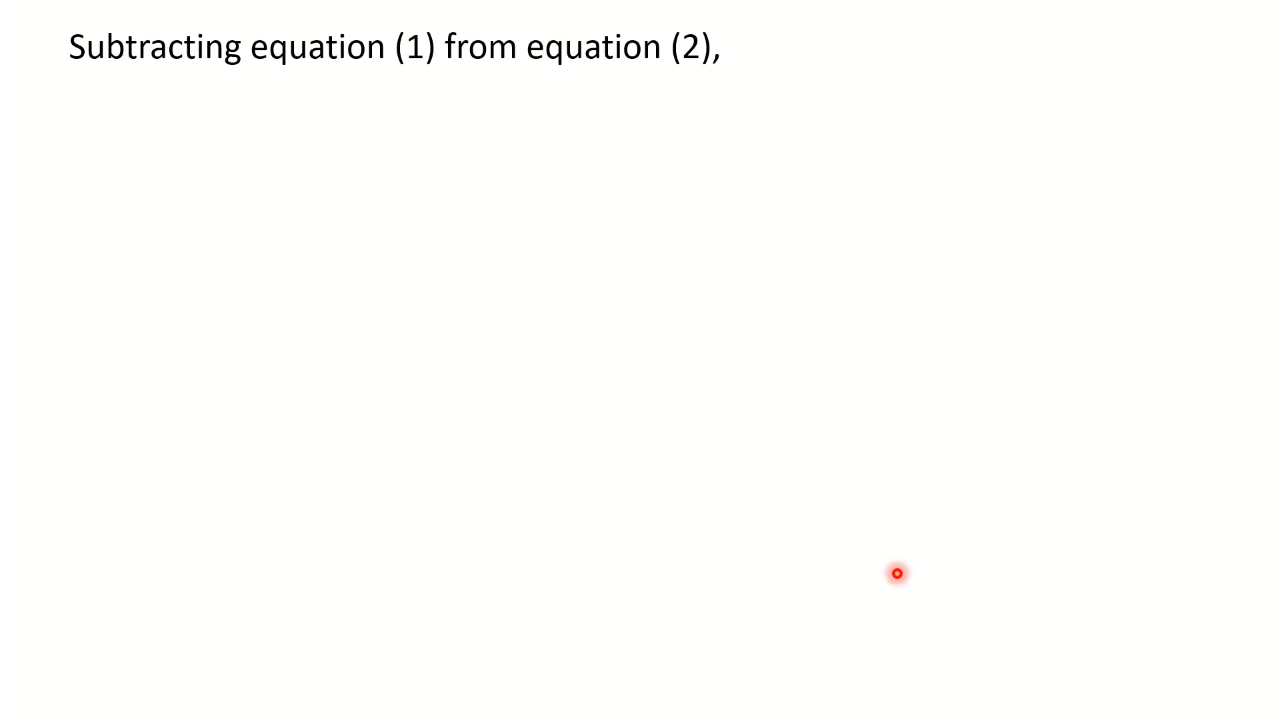 Subtracting equation (1) from equation (2),